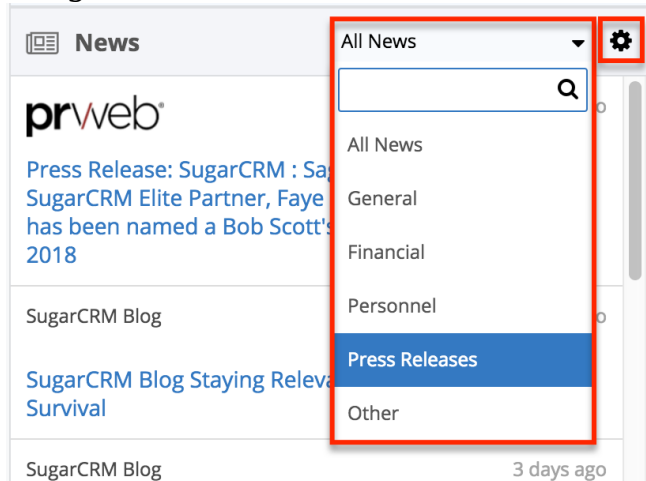 News
All News
prweb
o
Press Release: SugarCRM : Sa
SugarCRM Elite Partner, Faye
has been named a Bob Scott's
2018
All News
General
Financial
Personnel
Press Releases
Other
SugarCRM Blog
o
SugarCRM Blog Staying Releva
Survival
SugarCRM Blog
3 days ago